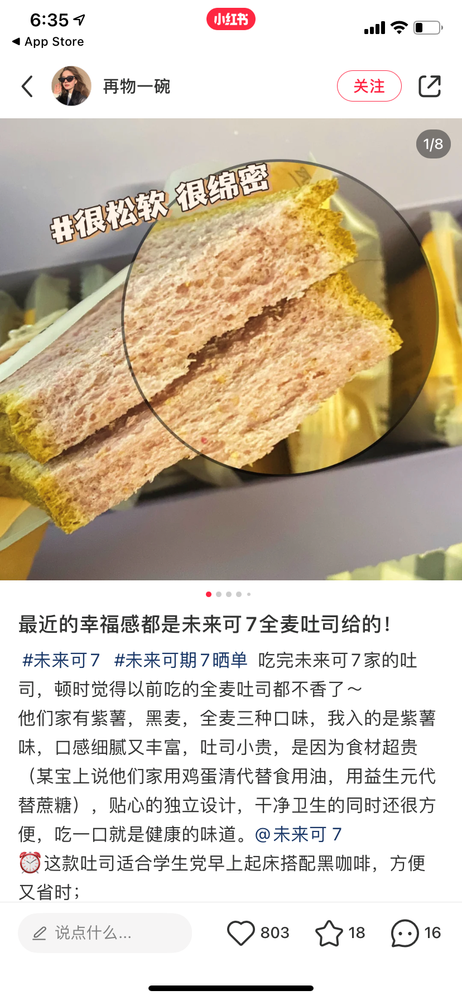 6:35
小红书
App Store
再物一碗
关注
1/8
#很松软 很绵密
最近的幸福感都是未来可7全麦吐司给的！
#未来可7 #未来可期7晒单 吃完未来可7家的吐
司，顿时觉得以前吃的全麦吐司都不香了～
他们家有紫薯，黑麦，全麦三种口味，我入的是紫薯
味，口感细腻又丰富，吐司小贵，是因为食材超贵
（某宝上说他们家用鸡蛋清代替食用油，用益生元代
替蔗糖），贴心的独立设计，干净卫生的同时还很方
便，吃一口就是健康的味道。@未来可7
⏰这款吐司适合学生党早上起床搭配黑咖啡，方便
又省时；
说点什么...
803
18
16